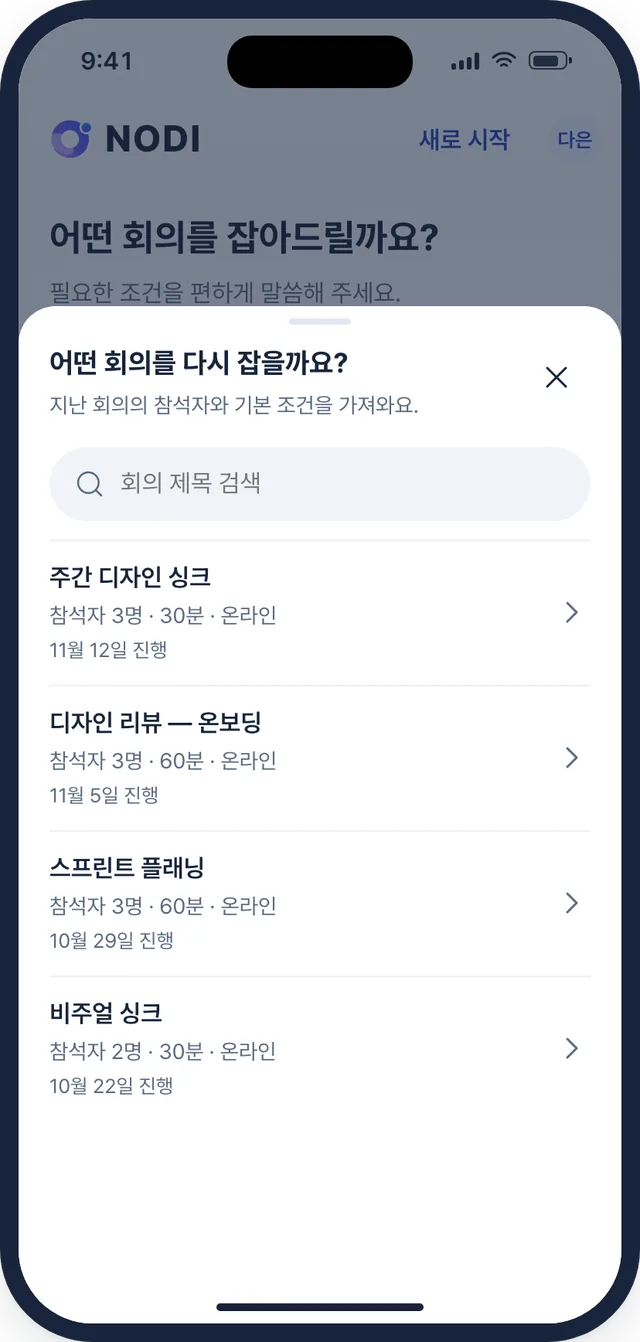 9:41
NODI
새로 시작
다은
어떤 회의를 잡아드릴까요?
필요한 조건을 편하게 말씀해 주세요.
어떤 회의를 다시 잡을까요?
지난 회의의 참석자와 기본 조건을 가져와요.
회의 제목 검색
주간 디자인 싱크
참석자 3명 · 30분 · 온라인
11월 12일 진행
디자인 리뷰 — 온보딩
참석자 3명 · 60분 · 온라인
11월 5일 진행
스프린트 플래닝
참석자 3명 · 60분 · 온라인
10월 29일 진행
비주얼 싱크
참석자 2명 · 30분 · 온라인
10월 22일 진행